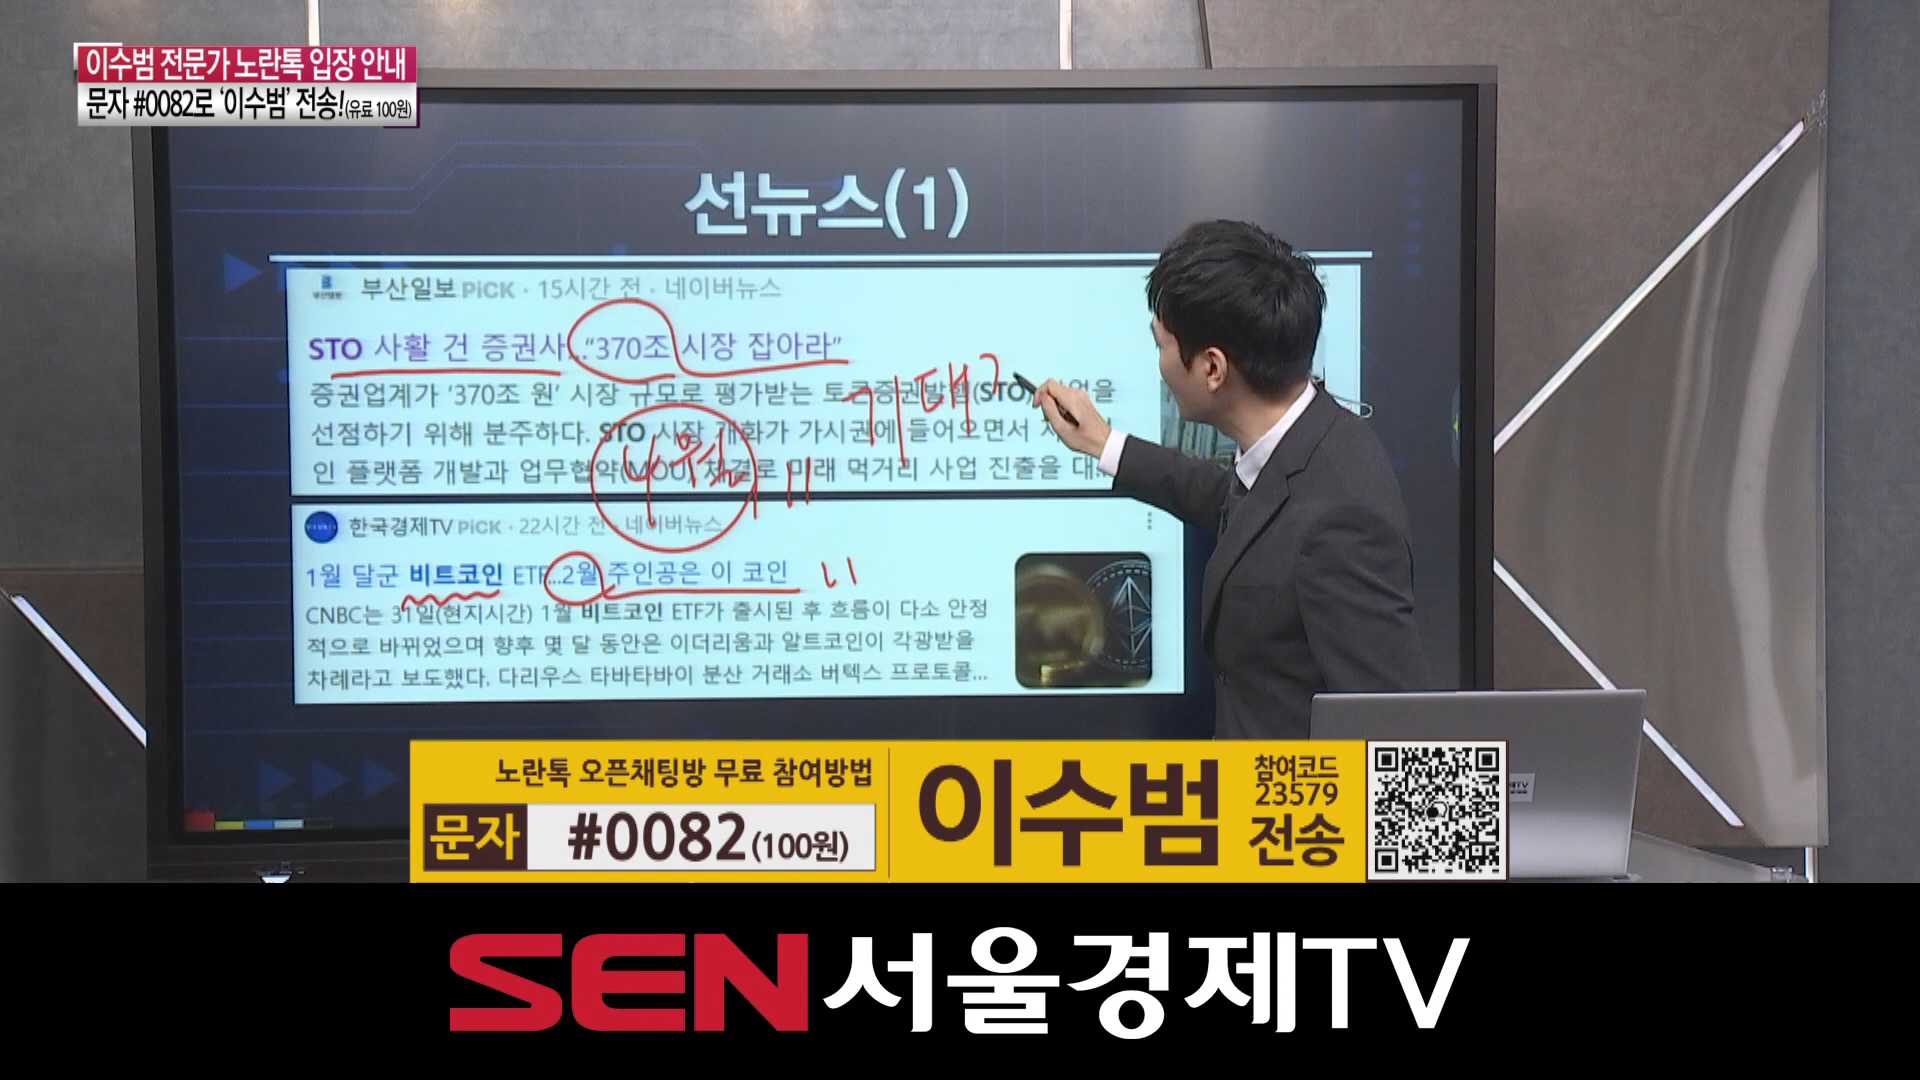 이수범 전문가 노란톡 입장 안내
문자 #0082로 ‘이수범’ 전송!(유료 100원)
선뉴스(1)
부산일보 PiCK · 15시간 전 · 네이버뉴스
STO 사활 건 증권사...“370조 시장 잡아라”
증권업계가 ‘370조 원’ 시장 규모로 평가받는 토큰증권발행(STO) 사업을
선점하기 위해 분주하다. STO 시장 개화가 가시권에 들어오면서
인 플랫폼 개발과 업무협약(MOU) 체결로 미래 먹거리 사업 진출을 대...
기대
4월
한국경제TV PiCK · 22시간 전 · 네이버뉴스
1월 달군 비트코인 ETF...2월 주인공은 이 코인
CNBC는 31일(현지시간) 1월 비트코인 ETF가 출시된 후 흐름이 다소 안정
적으로 바뀌었으며 향후 몇 달 동안은 이더리움과 알트코인이 각광받을
차례라고 보도했다. 다리우스 타바타바이 분산 거래소 버텍스 프로토콜...
노란톡 오픈채팅방 무료 참여방법
문자 #0082 (100원)
이수범
참여코드
23579
전송
SEN 서울경제TV